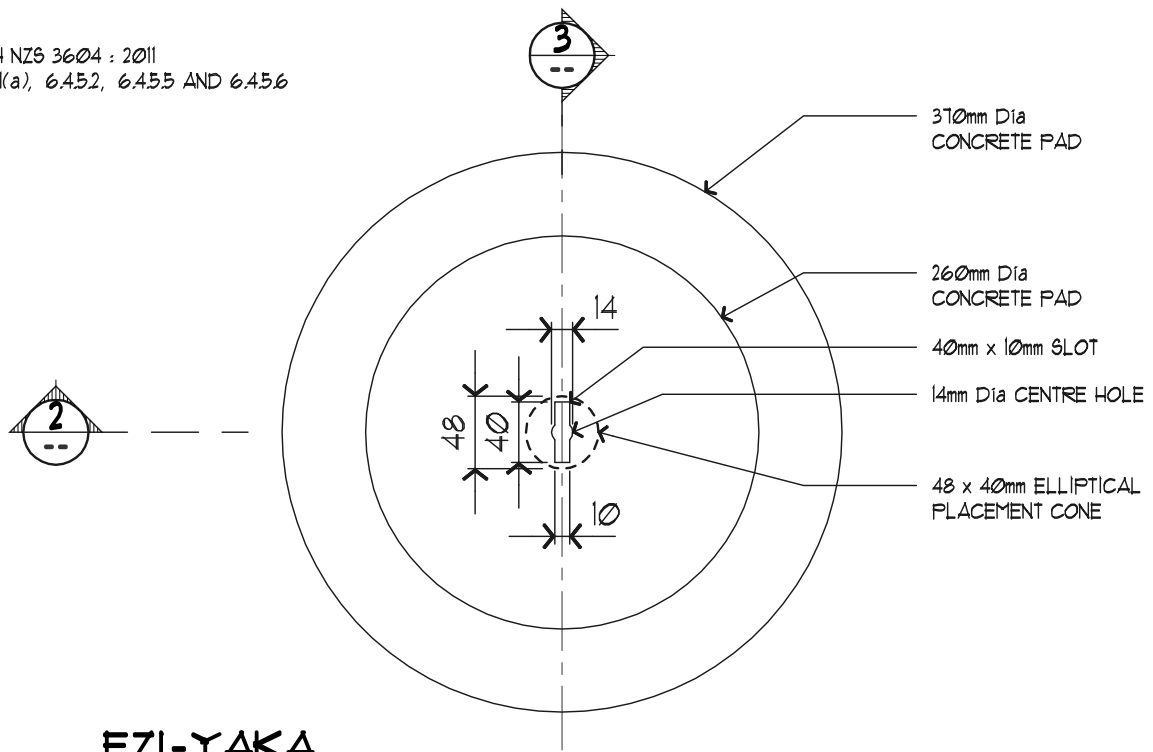 NZS 3604 : 2011
(a), 6.4.5.2, 6.4.5.5 AND 6.4.5.6
3
--
370mm Dia
CONCRETE PAD
260mm Dia
CONCRETE PAD
14
40mm x 10mm SLOT
14mm Dia CENTRE HOLE
2
--
48
40
48 x 40mm ELLIPTICAL
PLACEMENT CONE
10
EZI-YAKA